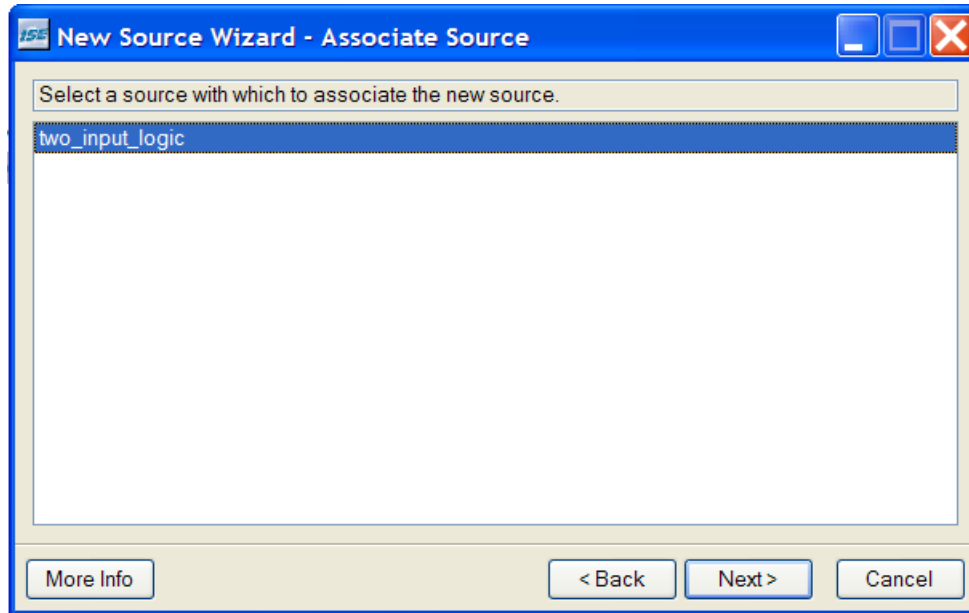 ISE New Source Wizard - Associate Source
Select a source with which to associate the new source.
two_input_logic
More Info
< Back
Next >
Cancel